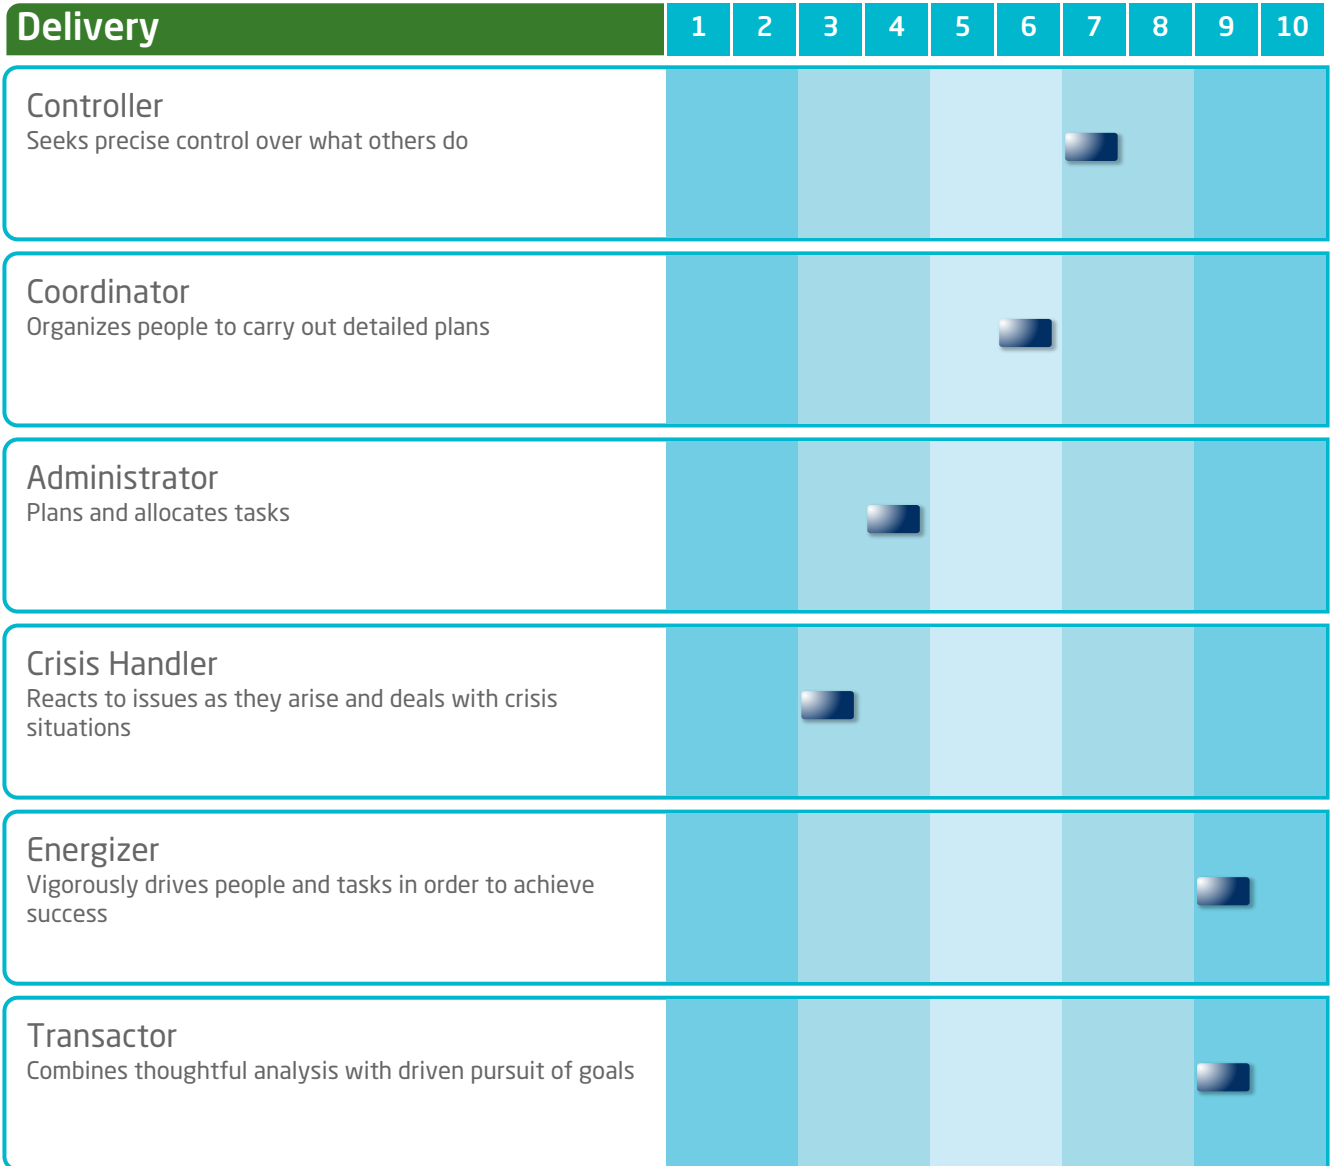 Delivery 1 2 3 4 5 6 7 8 9 10
Controller
Seeks precise control over what others do
Coordinator
Organizes people to carry out detailed plans
Administrator
Plans and allocates tasks
Crisis Handler
Reacts to issues as they arise and deals with crisis
situations
Energizer
Vigorously drives people and tasks in order to achieve
success
Transactor
Combines thoughtful analysis with driven pursuit of goals